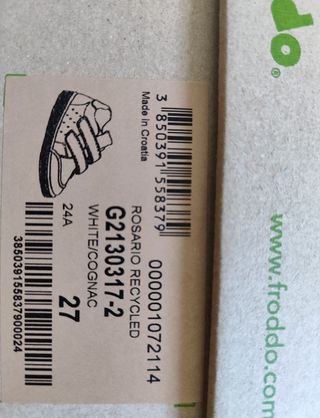 3 850391 558379
Made in Croatia
000001072114
ROSARIO RECYCLED
G2130317-2
WHITE/COGNAC
24A
27
385039155837900024
do®
www.froddo.com